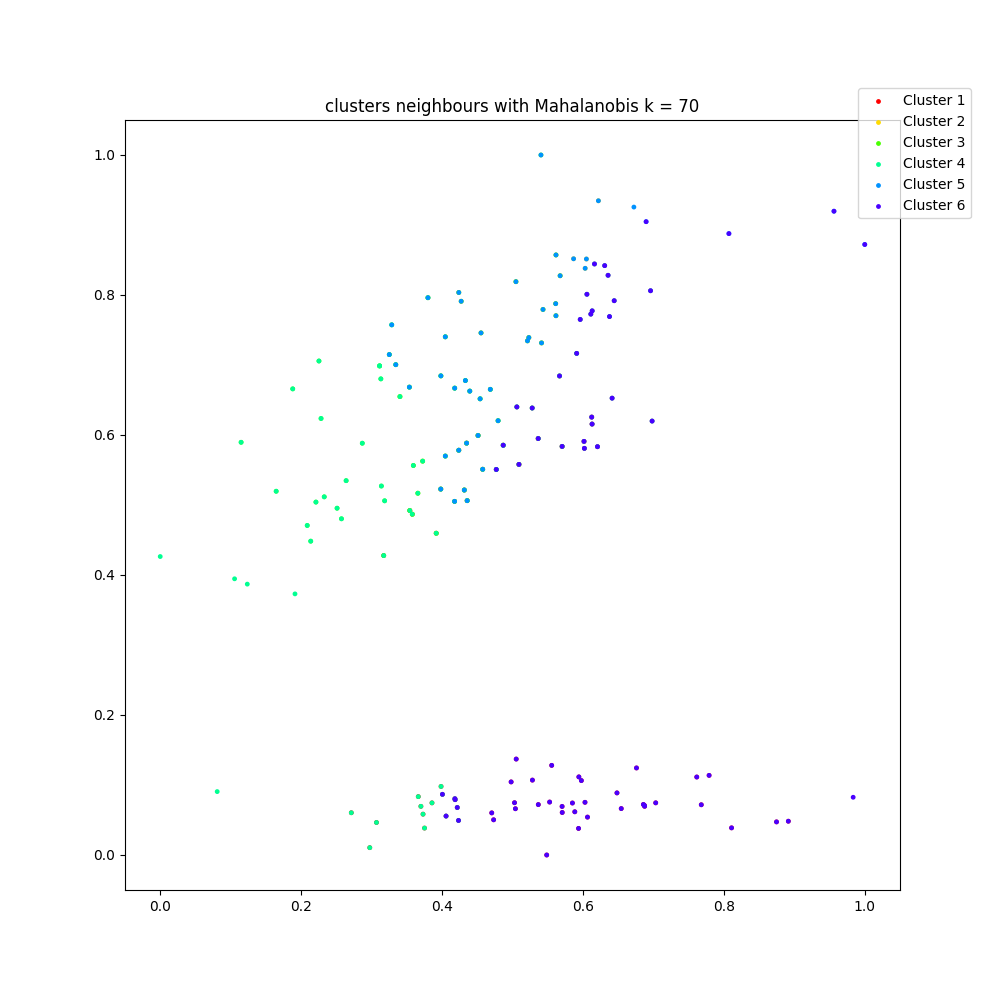 clusters neighbours with Mahalanobis k = 70
Cluster 1
Cluster 2
Cluster 3
Cluster 4
Cluster 5
Cluster 6
1.0
0.8
0.6
0.4
0.2
0.0
0.0 0.2 0.4 0.6 0.8 1.0